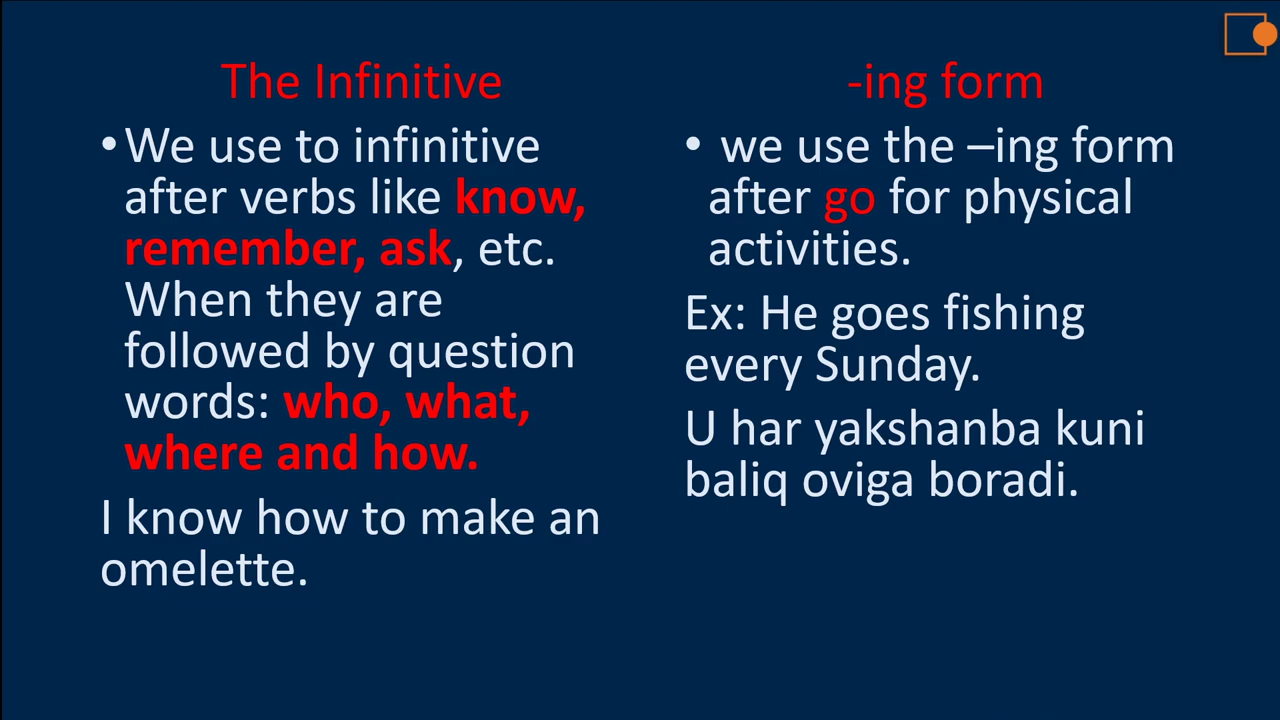 The Infinitive
• We use to infinitive
after verbs like know,
remember, ask, etc.
When they are
followed by question
words: who, what,
where and how.
I know how to make an
omelette.
-ing form
• we use the –ing form
after go for physical
activities.
Ex: He goes fishing
every Sunday.
U har yakshanba kuni
baliq oviga boradi.